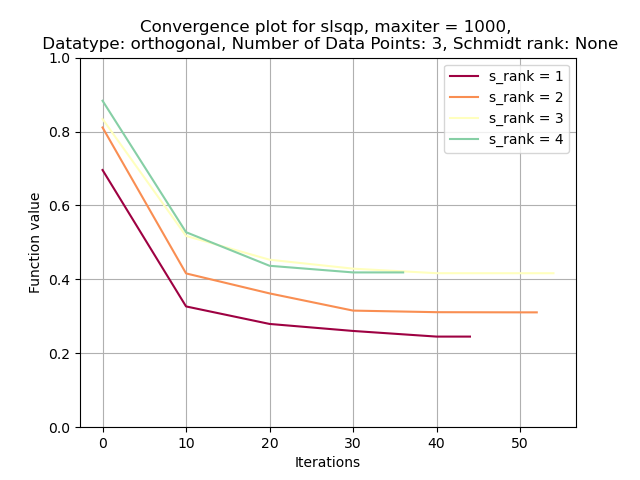 Convergence plot for slsqp, maxiter = 1000,
Datatype: orthogonal, Number of Data Points: 3, Schmidt rank: None
1.0
s_rank = 1
s_rank = 2
s_rank = 3
s_rank = 4
0.8
0.6
Function value
0.4
0.2
0.0
0 10 20 30 40 50
Iterations